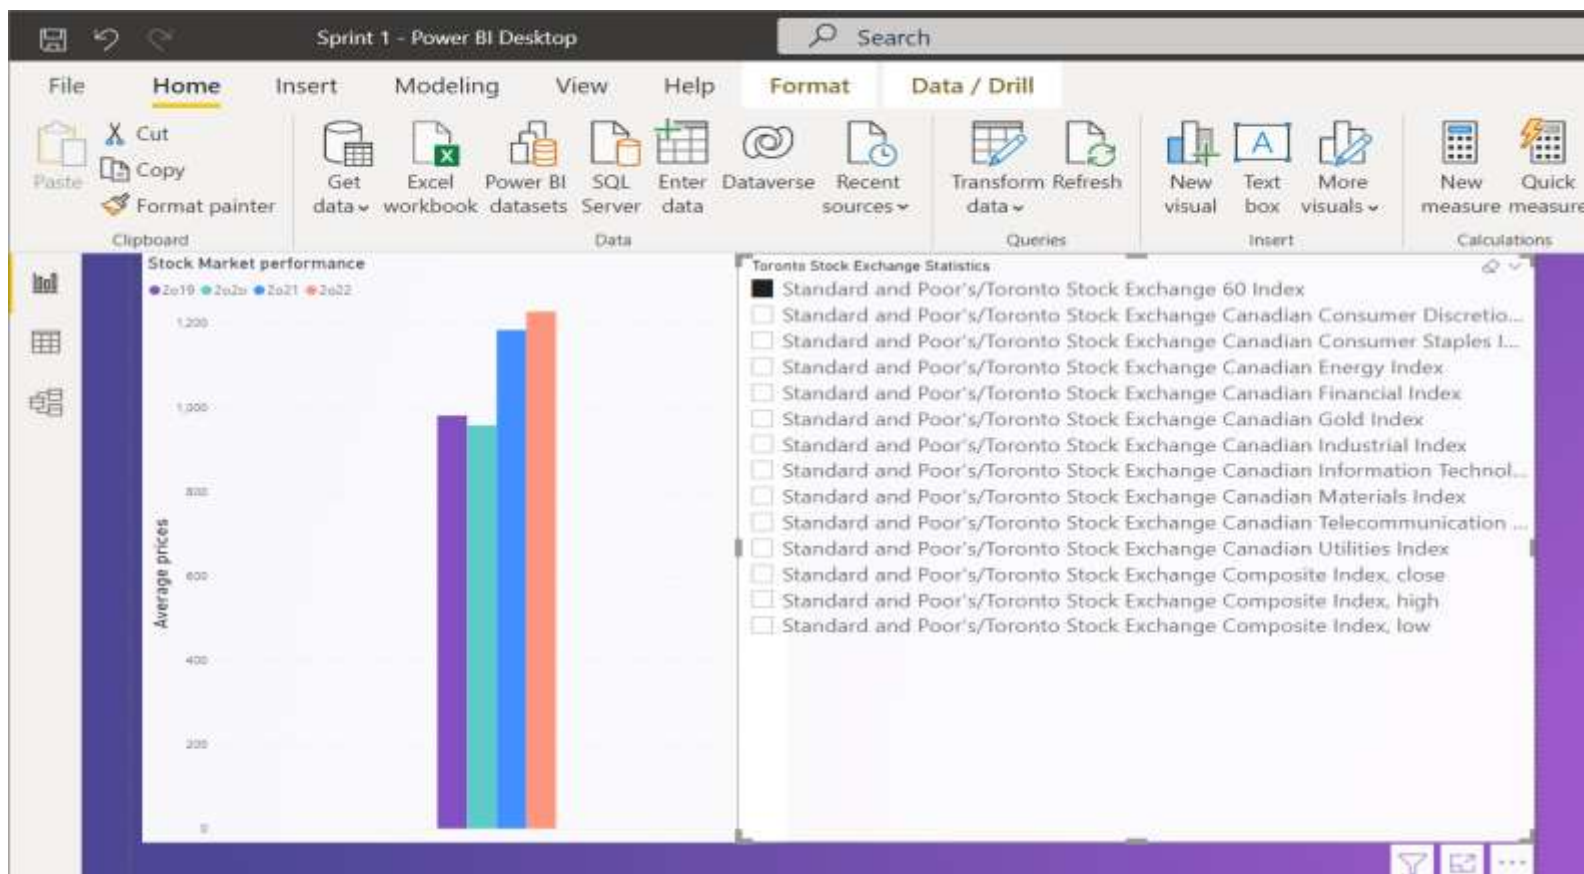 Sprint 1 - Power BI Desktop
Search
File Home Insert Modeling View Help Format Data / Drill
Paste
Cut
Copy
Format painter
Clipboard
Get data
Excel workbook
Power BI datasets
SQL Server
Enter data
Dataverse
Recent sources
Data
Transform data
Refresh
Queries
New visual
Text box
More visuals
Insert
New measure
Quick measure
Calculations
Stock Market performance
2o19 2o2o 2o21 2o22
Average prices
1,200
1,000
800
600
400
200
0
Toronto Stock Exchange Statistics
Standard and Poor's/Toronto Stock Exchange 60 Index
Standard and Poor's/Toronto Stock Exchange Canadian Consumer Discretio...
Standard and Poor's/Toronto Stock Exchange Canadian Consumer Staples I...
Standard and Poor's/Toronto Stock Exchange Canadian Energy Index
Standard and Poor's/Toronto Stock Exchange Canadian Financial Index
Standard and Poor's/Toronto Stock Exchange Canadian Gold Index
Standard and Poor's/Toronto Stock Exchange Canadian Industrial Index
Standard and Poor's/Toronto Stock Exchange Canadian Information Technol...
Standard and Poor's/Toronto Stock Exchange Canadian Materials Index
Standard and Poor's/Toronto Stock Exchange Canadian Telecommunication ...
Standard and Poor's/Toronto Stock Exchange Canadian Utilities Index
Standard and Poor's/Toronto Stock Exchange Composite Index, close
Standard and Poor's/Toronto Stock Exchange Composite Index, high
Standard and Poor's/Toronto Stock Exchange Composite Index, low